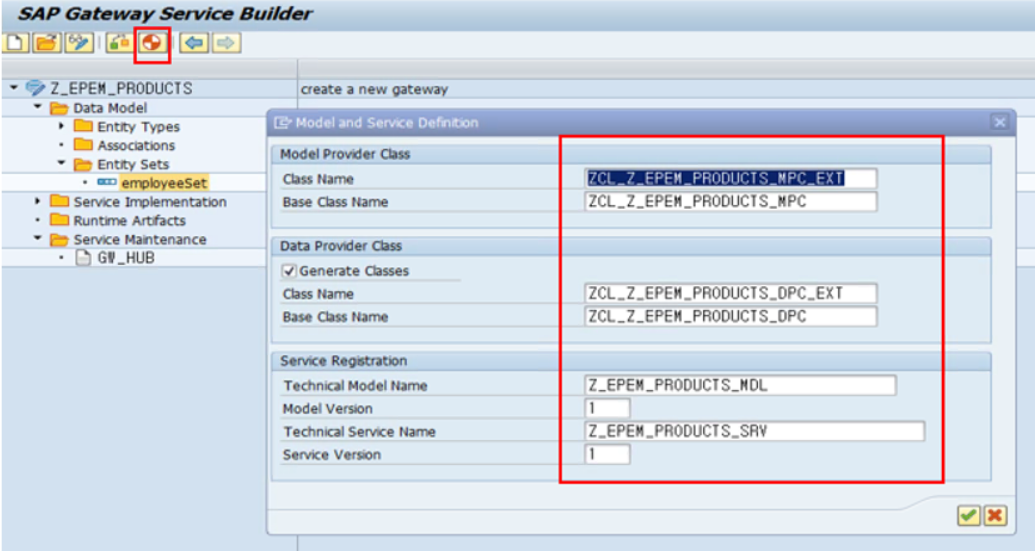 SAP Gateway Service Builder
Z_EPEM_PRODUCTS
create a new gateway
Data Model
Entity Types
Associations
Entity Sets
employeeSet
Service Implementation
Runtime Artifacts
Service Maintenance
GW_HUB
Model and Service Definition
Model Provider Class
Class Name ZCL_Z_EPEM_PRODUCTS_MPC_EXT
Base Class Name ZCL_Z_EPEM_PRODUCTS_MPC
Data Provider Class
Generate Classes
Class Name ZCL_Z_EPEM_PRODUCTS_DPC_EXT
Base Class Name ZCL_Z_EPEM_PRODUCTS_DPC
Service Registration
Technical Model Name Z_EPEM_PRODUCTS_MDL
Model Version 1
Technical Service Name Z_EPEM_PRODUCTS_SRV
Service Version 1